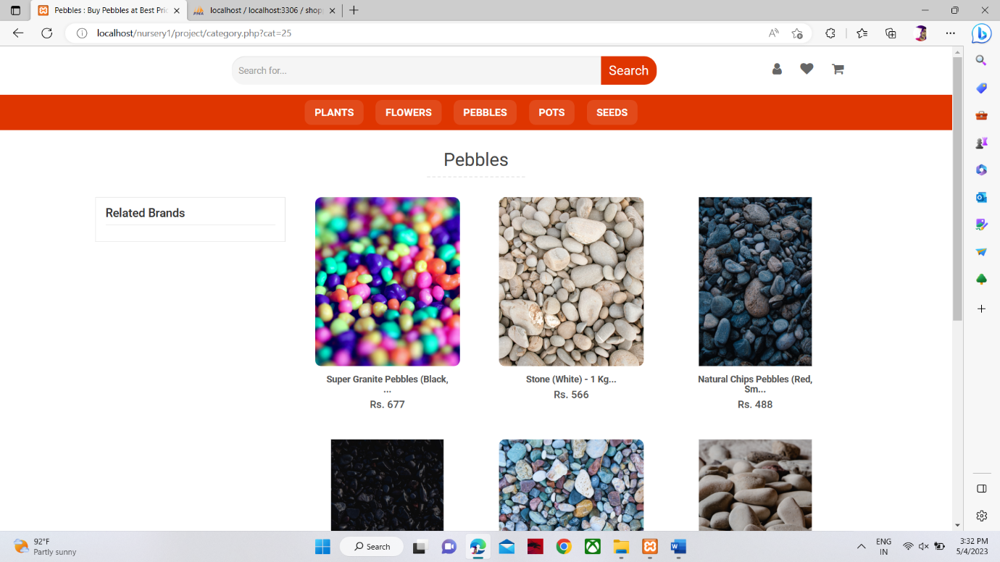 Pebbles : Buy Pebbles at Best Pric
localhost / localhost:3306 / shop
localhost/nursery1/project/category.php?cat=25
Search for...
Search
PLANTS
FLOWERS
PEBBLES
POTS
SEEDS
Pebbles
Related Brands
Super Granite Pebbles (Black,
...
Rs. 677
Stone (White) - 1 Kg...
Rs. 566
Natural Chips Pebbles (Red,
Sm...
Rs. 488
92°F
Partly sunny
Search
ENG
IN
3:32 PM
5/4/2023